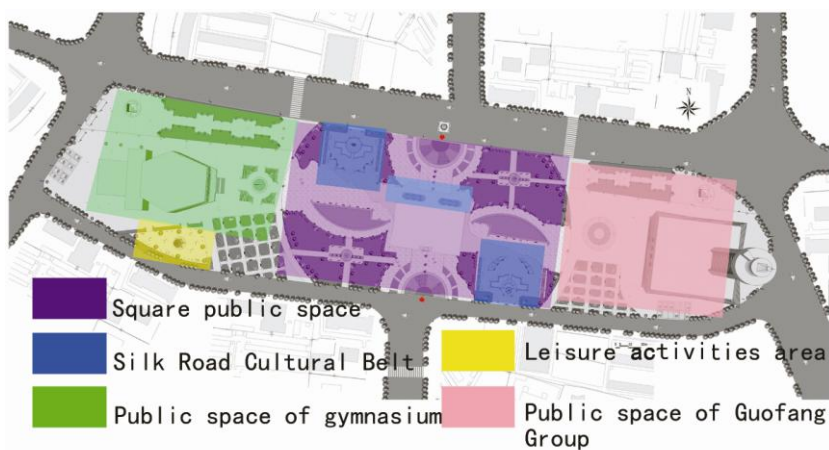 N
Square public space
Silk Road Cultural Belt
Public space of gymnasium
Leisure activities area
Public space of Guofang
Group